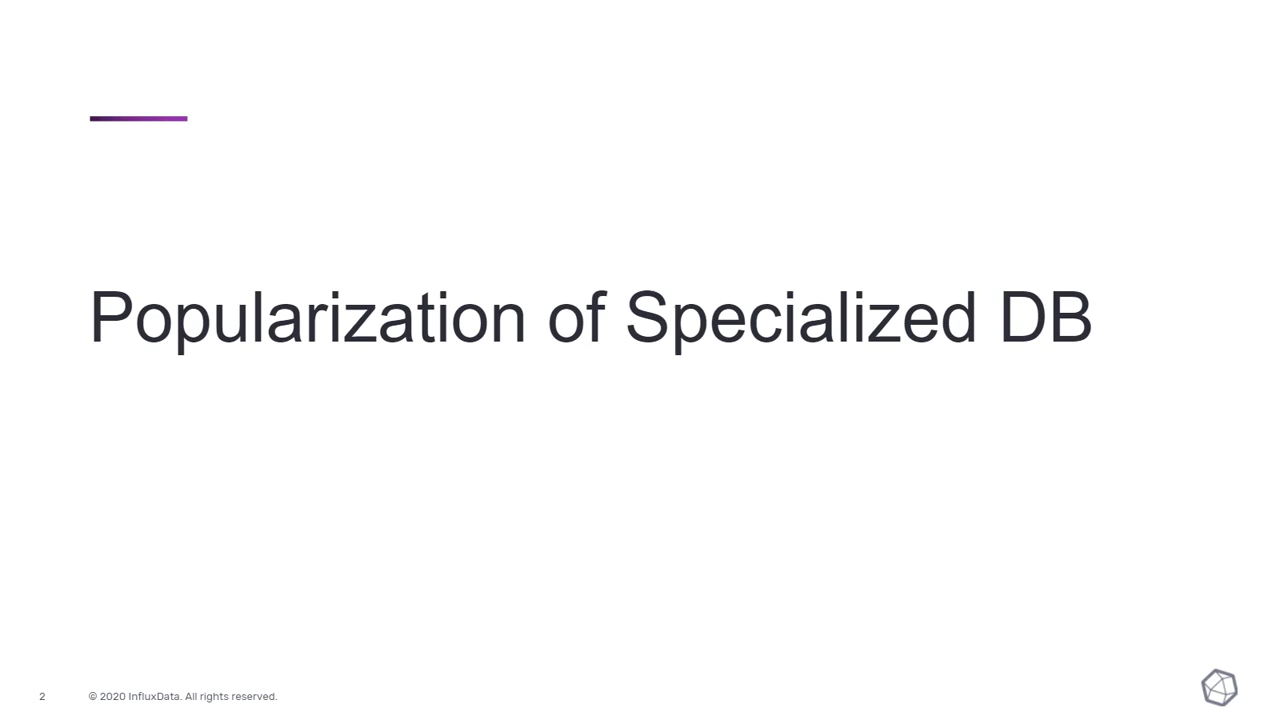 Popularization of Specialized DB
2 © 2020 InfluxData. All rights reserved.